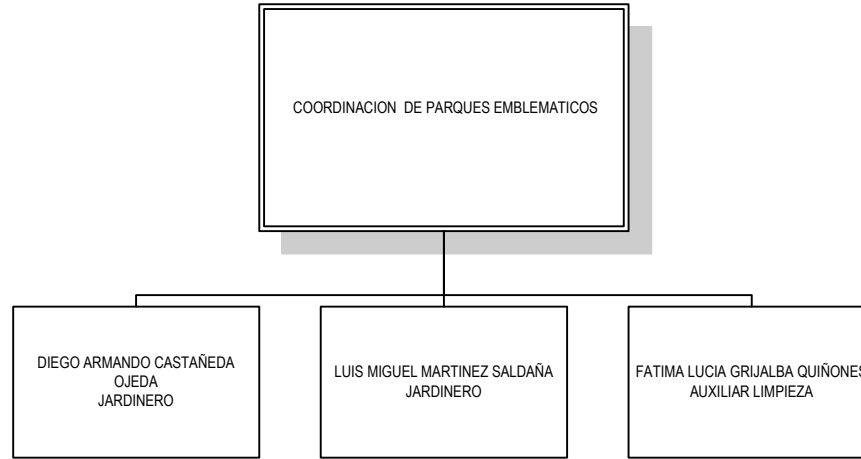 COORDINACION DE PARQUES EMBLEMATICOS
DIEGO ARMANDO CASTAÑEDA
OJEDA
JARDINERO
LUIS MIGUEL MARTINEZ SALDAÑA
JARDINERO
FATIMA LUCIA GRIJALBA QUIÑONES
AUXILIAR LIMPIEZA